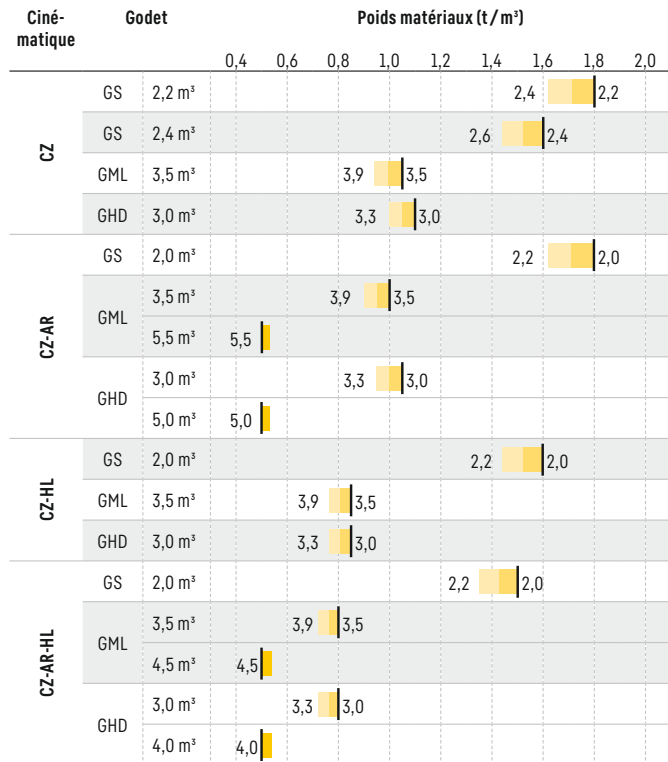 Ciné-
matique
Godet
Poids matériaux (t / m³)
0,4 0,6 0,8 1,0 1,2 1,4 1,6 1,8 2,0
CZ
GS 2,2 m³ 2,4 2,2
GS 2,4 m³ 2,6 2,4
GML 3,5 m³ 3,9 3,5
GHD 3,0 m³ 3,3 3,0
CZ-AR
GS 2,0 m³ 2,2 2,0
GML
3,5 m³ 3,9 3,5
5,5 m³ 5,5
GHD
3,0 m³ 3,3 3,0
5,0 m³ 5,0
CZ-HL
GS 2,0 m³ 2,2 2,0
GML 3,5 m³ 3,9 3,5
GHD 3,0 m³ 3,3 3,0
CZ-AR-HL
GS 2,0 m³ 2,2 2,0
GML
3,5 m³ 3,9 3,5
4,5 m³ 4,5
GHD
3,0 m³ 3,3 3,0
4,0 m³ 4,0